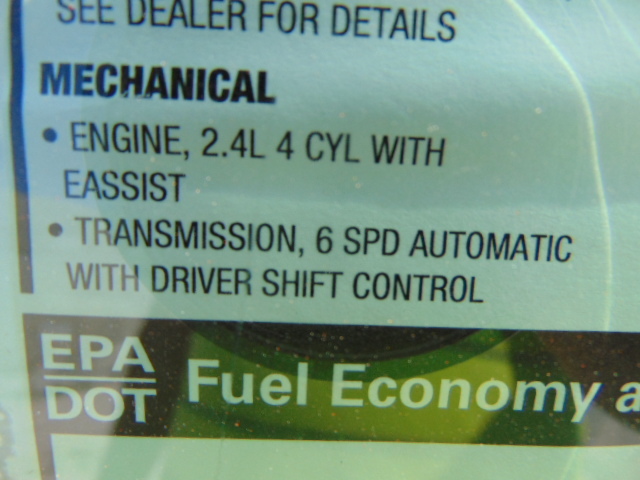 SEE DEALER FOR DETAILS
MECHANICAL
• ENGINE, 2.4L 4 CYL WITH
EASSIST
• TRANSMISSION, 6 SPD AUTOMATIC
WITH DRIVER SHIFT CONTROL
EPA
DOT
Fuel Economy a